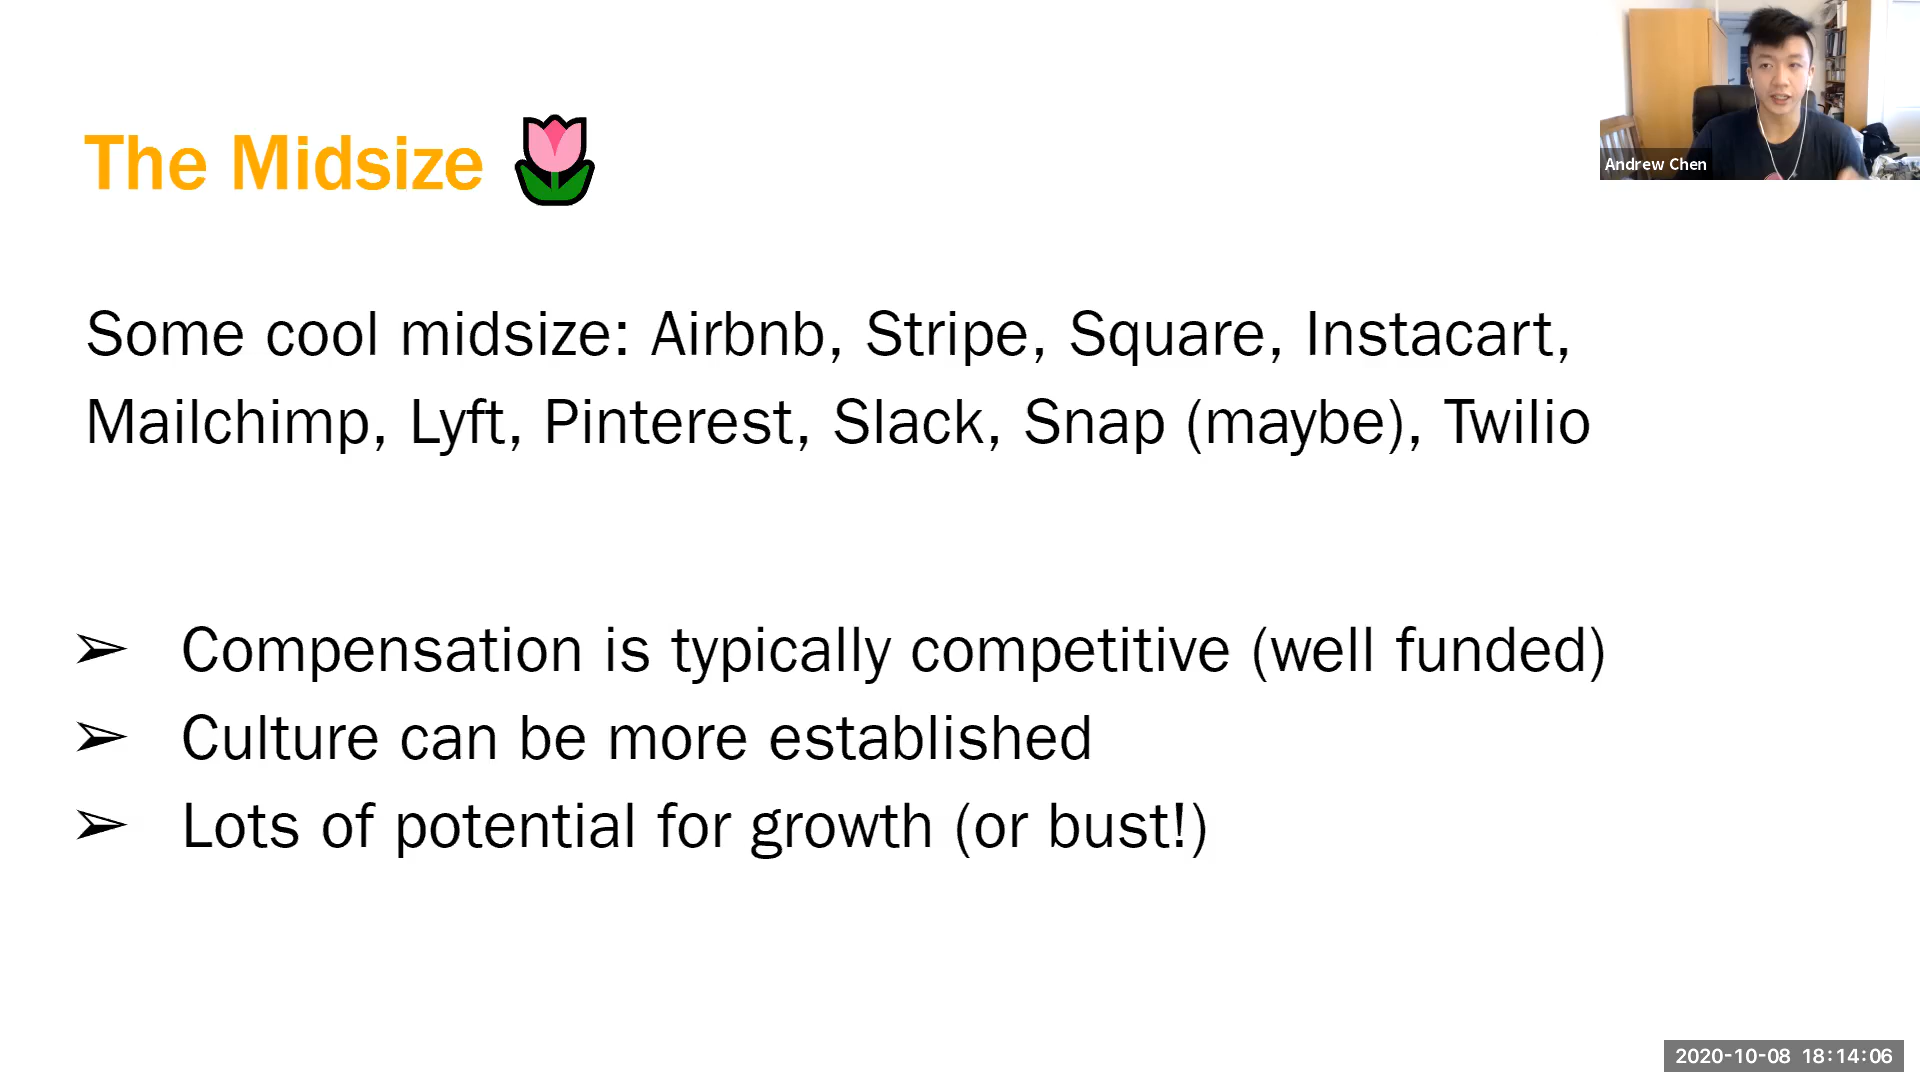 The Midsize
Andrew Chen
Some cool midsize: Airbnb, Stripe, Square, Instacart,
Mailchimp, Lyft, Pinterest, Slack, Snap (maybe), Twilio
➢ Compensation is typically competitive (well funded)
➢ Culture can be more established
➢ Lots of potential for growth (or bust!)
2020-10-08 18:14:06